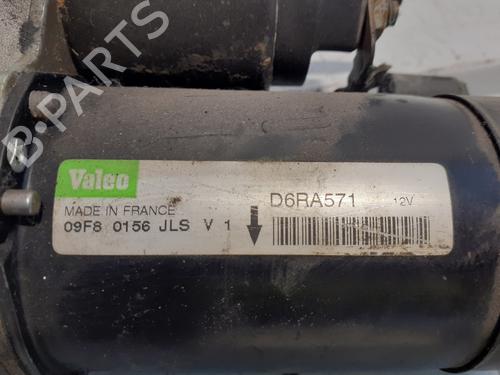 B-PARTS
Valeo
D6RA571 12V
MADE IN FRANCE
09F8 0156 JLS V 1